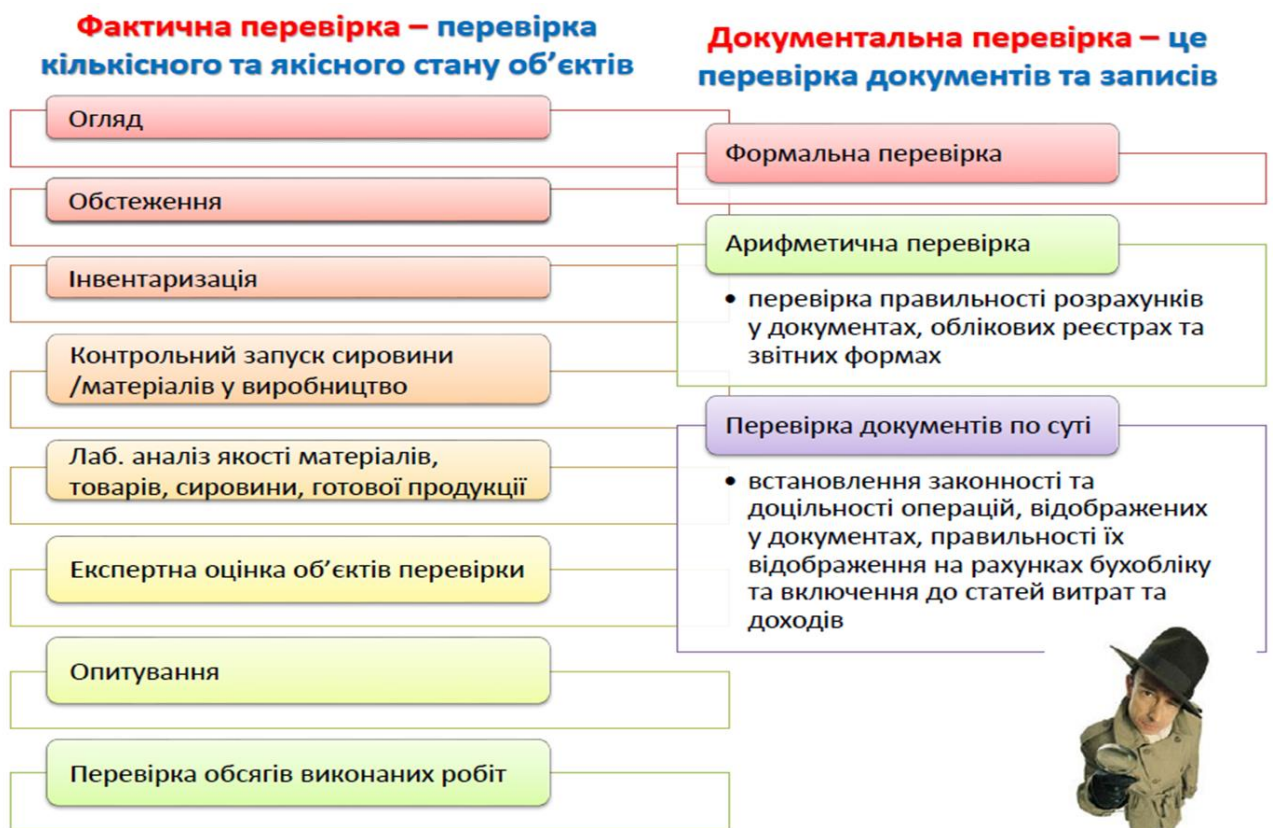 Фактична перевірка – перевірка
кількісного та якісного стану об’єктів
Огляд
Обстеження
Інвентаризація
Контрольний запуск сировини
/матеріалів у виробництво
Лаб. аналіз якості матеріалів,
товарів, сировини, готової продукції
Експертна оцінка об’єктів перевірки
Опитування
Перевірка обсягів виконаних робіт
Документальна перевірка – це
перевірка документів та записів
Формальна перевірка
Арифметична перевірка
• перевірка правильності розрахунків
у документах, облікових реєстрах та
звітних формах
Перевірка документів по суті
• встановлення законності та
доцільності операцій, відображених
у документах, правильності їх
відображення на рахунках бухобліку
та включення до статей витрат та
доходів